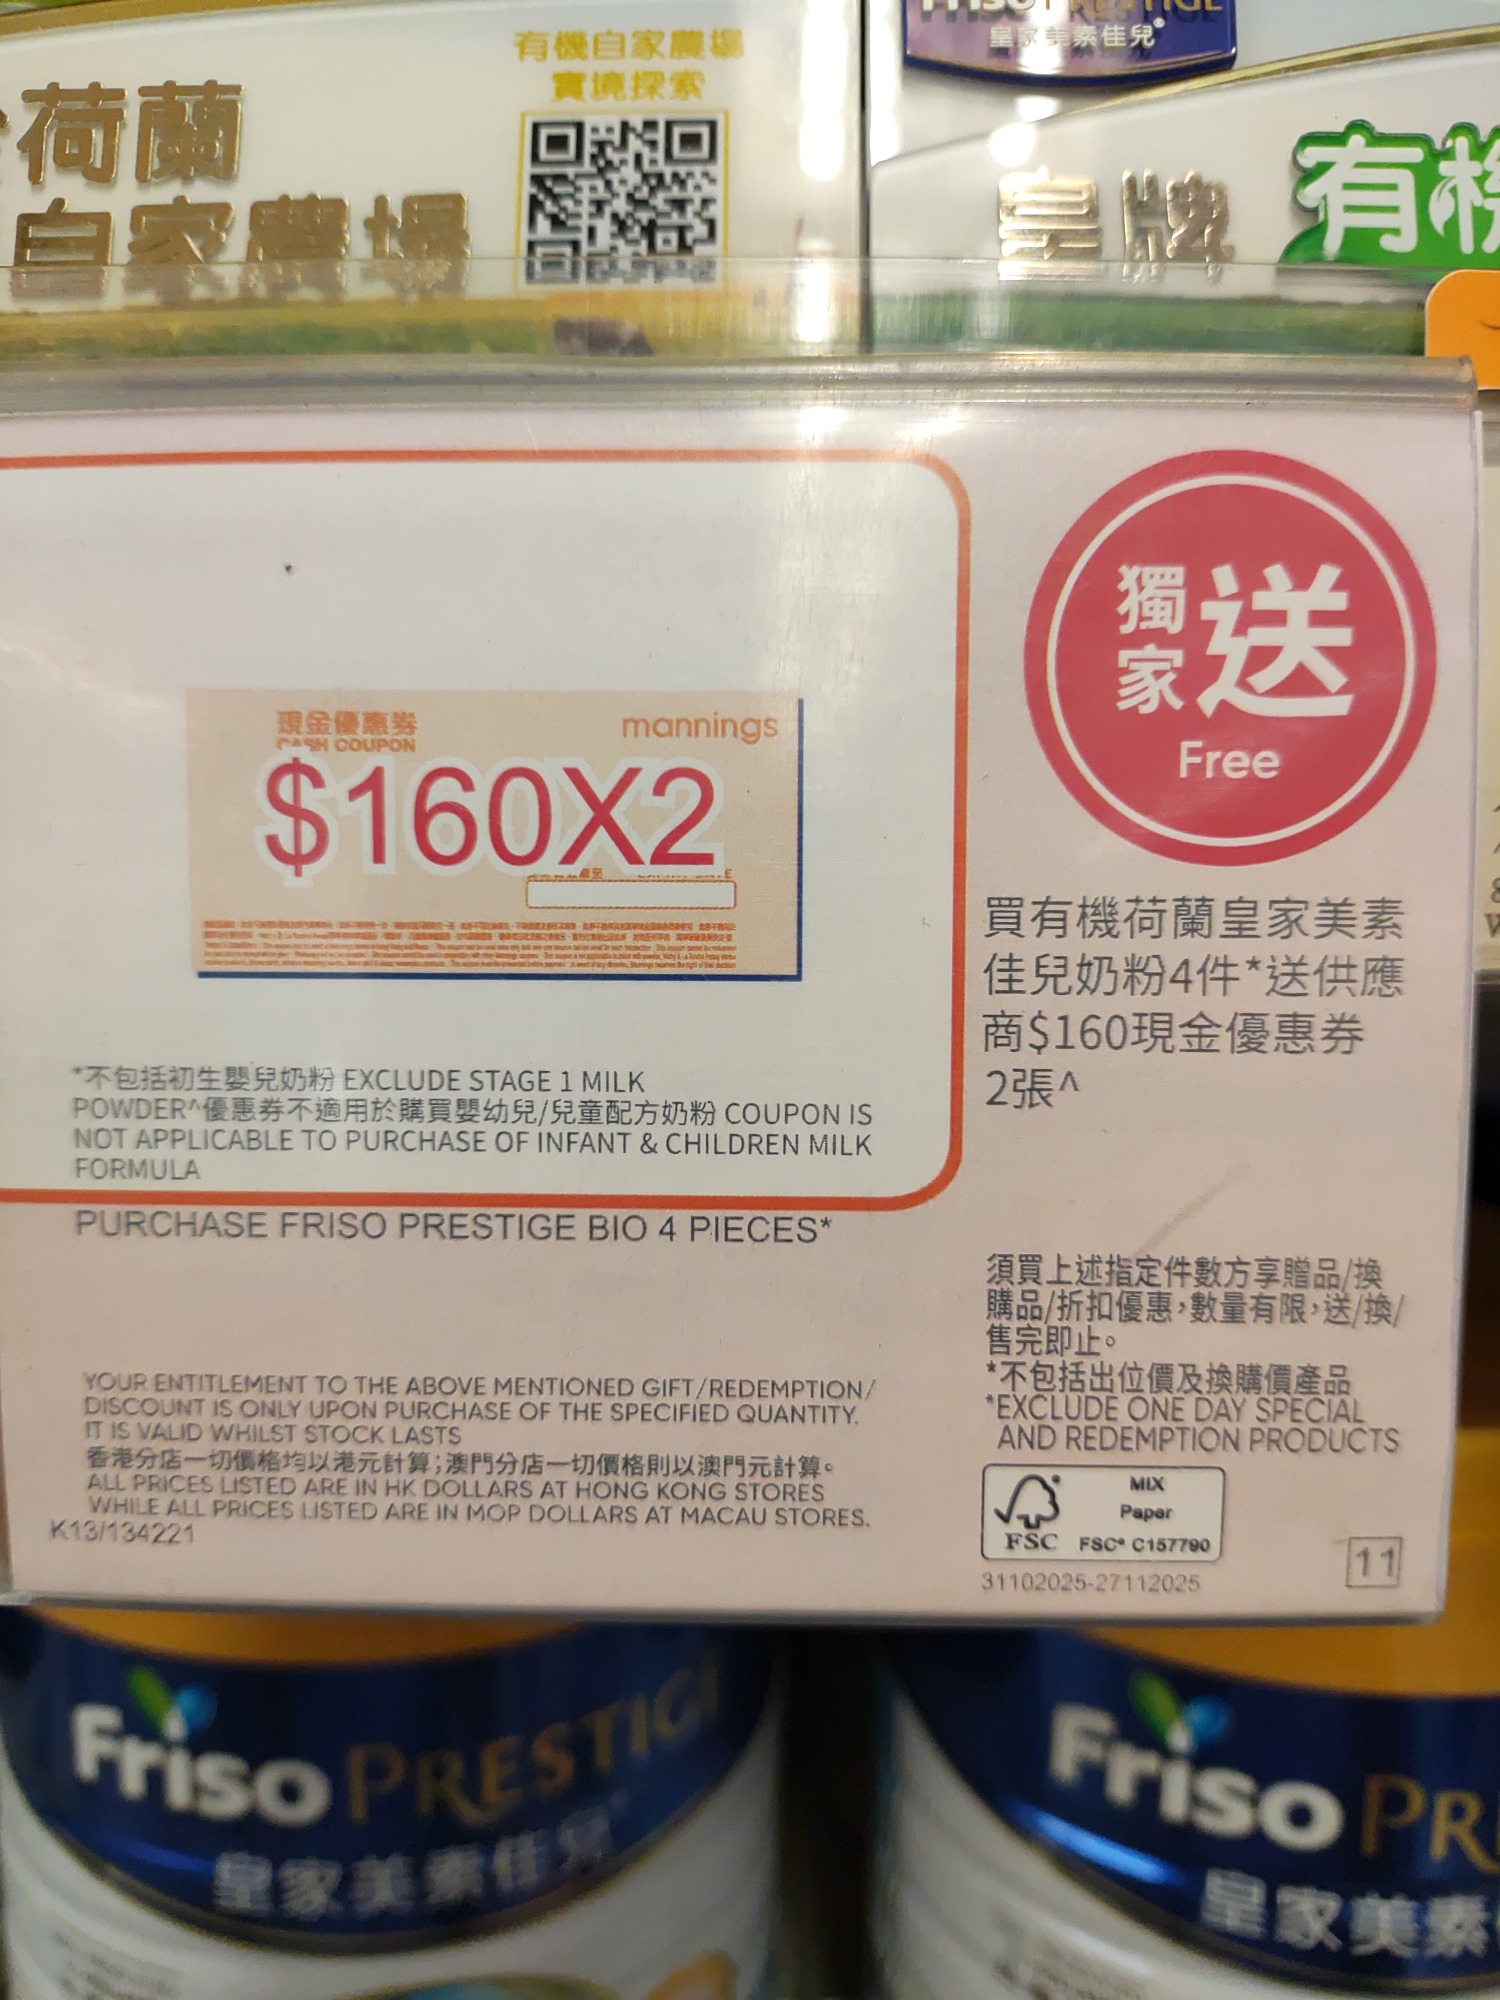 有機自家農場
實境探索
荷蘭
自家農場
皇家美素佳兒
皇牌
有機
獨家送
Free
現金優惠券
CASH COUPON
mannings
$160X2
買有機荷蘭皇家美素
佳兒奶粉4件*送供應
商$160現金優惠券
2張^
*不包括初生嬰兒奶粉 EXCLUDE STAGE 1 MILK
POWDER^優惠券不適用於購買嬰幼兒/兒童配方奶粉 COUPON IS
NOT APPLICABLE TO PURCHASE OF INFANT & CHILDREN MILK
FORMULA
PURCHASE FRISO PRESTIGE BIO 4 PIECES*
須買上述指定件數方享贈品/換
購品/折扣優惠,數量有限,送/換/
售完即止。
*不包括出位價及換購價產品
*EXCLUDE ONE DAY SPECIAL
AND REDEMPTION PRODUCTS
YOUR ENTITLEMENT TO THE ABOVE MENTIONED GIFT/REDEMPTION/
DISCOUNT IS ONLY UPON PURCHASE OF THE SPECIFIED QUANTITY.
IT IS VALID WHILST STOCK LASTS
香港分店一切價格均以港元計算;澳門分店一切價格則以澳門元計算。
ALL PRICES LISTED ARE IN HK DOLLARS AT HONG KONG STORES
WHILE ALL PRICES LISTED ARE IN MOP DOLLARS AT MACAU STORES.
K13/134221
MIX
Paper
FSC FSC® C157790
31102025-27112025
11
Friso PRESTIGE
皇家美素佳兒
Friso PR
皇家美素